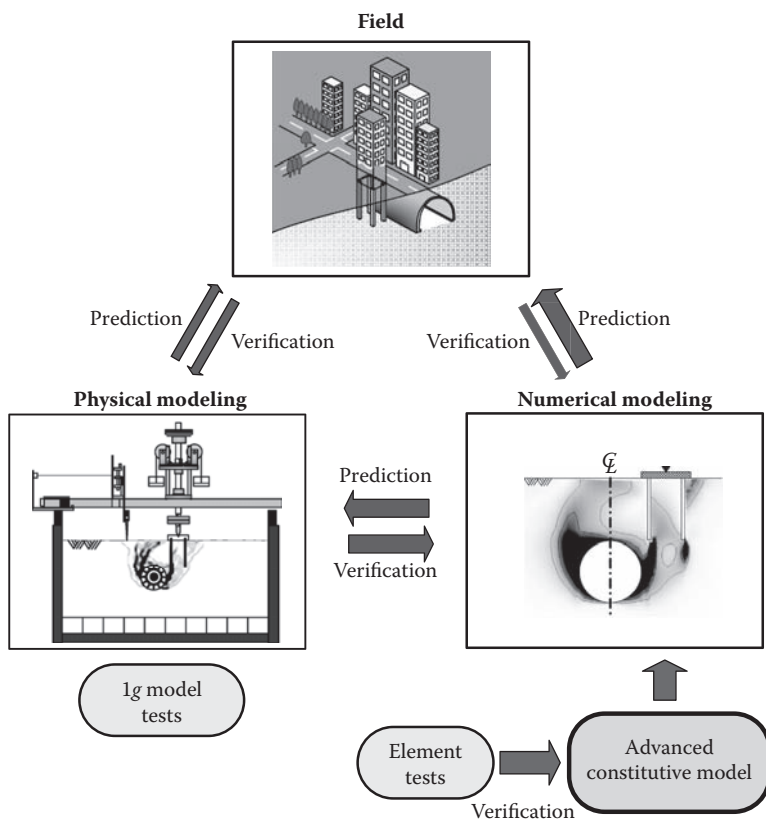 Field
Prediction
Verification
Verification
Prediction
Physical modeling
Numerical modeling
Prediction
Verification
℄
1g model
tests
Element
tests
Verification
Advanced
constitutive model